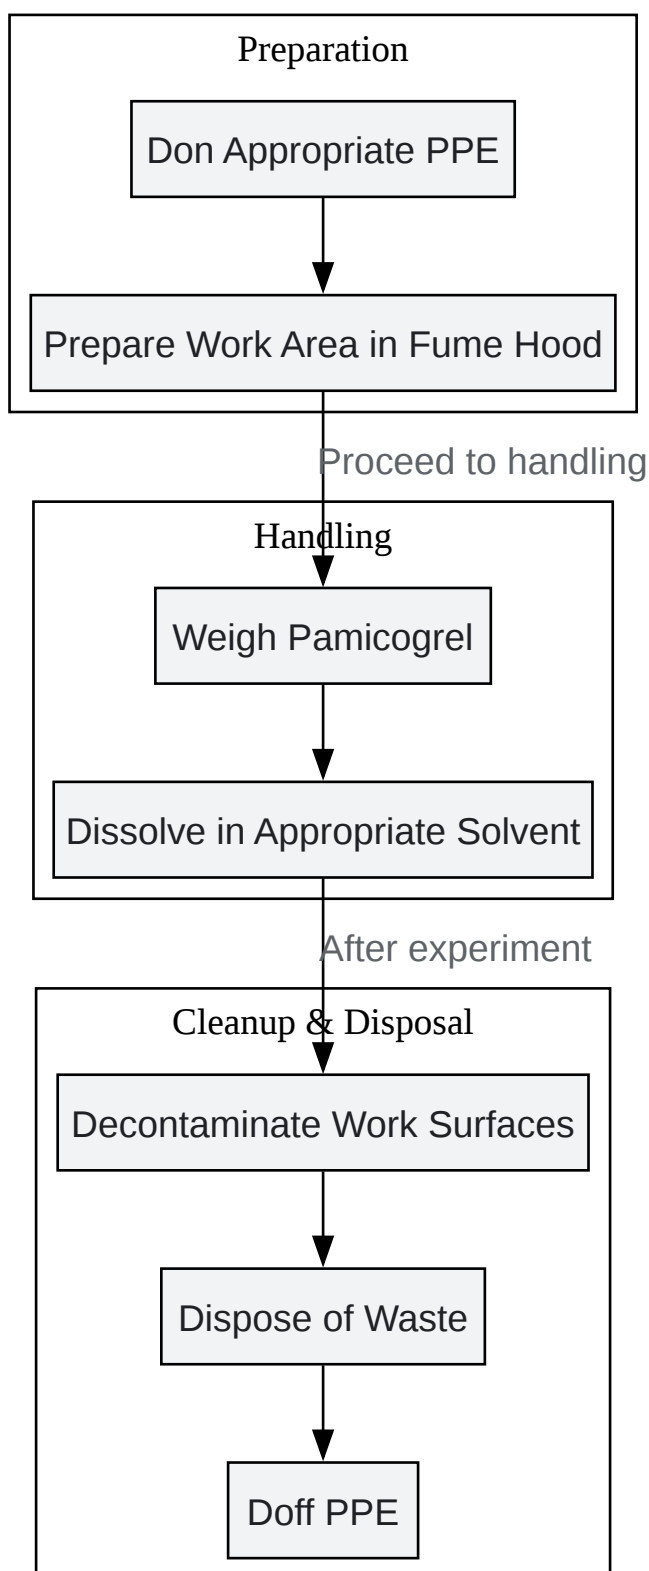 Preparation
Don Appropriate PPE
Prepare Work Area in Fume Hood
Proceed to handling
Handling
Weigh Pamicogrel
Dissolve in Appropriate Solvent
After experiment
Cleanup & Disposal
Decontaminate Work Surfaces
Dispose of Waste
Doff PPE